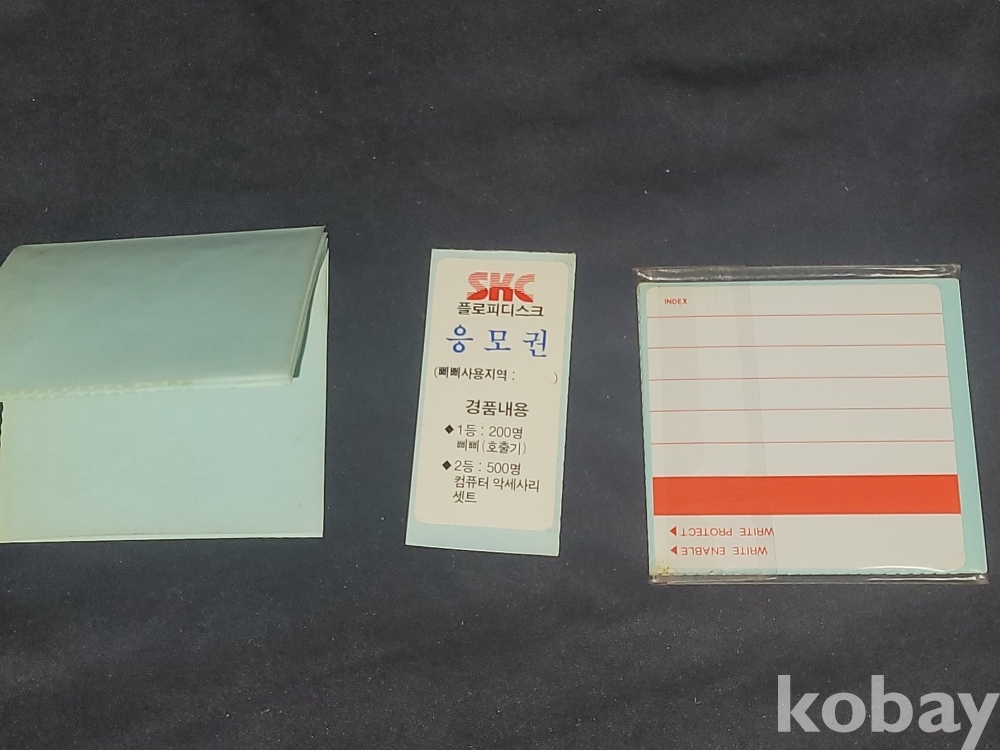 SKC
플로피디스크
응모권
(삐삐사용지역 :          )
경품내용
◆1등 : 200명
삐삐(호출기)
◆2등 : 500명
컴퓨터 악세사리
셋트
INDEX
WRITE PROTECT ▶
WRITE ENABLE ▶
kobay